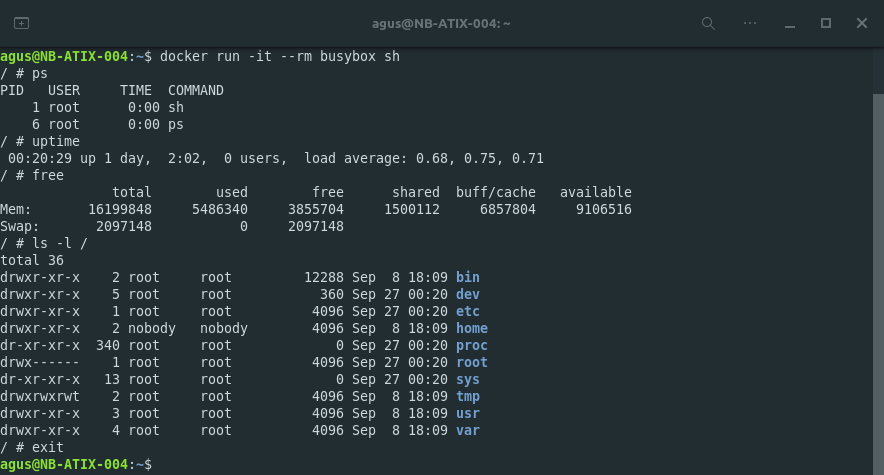 agus@NB-ATIX-004: ~
agus@NB-ATIX-004:~$ docker run -it --rm busybox sh
/ # ps
PID   USER     TIME  COMMAND
    1 root      0:00 sh
    6 root      0:00 ps
/ # uptime
 00:20:29 up 1 day,  2:02,  0 users,  load average: 0.68, 0.75, 0.71
/ # free
              total        used        free      shared  buff/cache   available
Mem:       16199848     5486340     3855704     1500112     6857804     9106516
Swap:       2097148           0     2097148
/ # ls -l /
total 36
drwxr-xr-x    2 root     root         12288 Sep  8 18:09 bin
drwxr-xr-x    5 root     root           360 Sep 27 00:20 dev
drwxr-xr-x    1 root     root          4096 Sep 27 00:20 etc
drwxr-xr-x    2 nobody   nobody        4096 Sep  8 18:09 home
dr-xr-xr-x  340 root     root             0 Sep 27 00:20 proc
drwx------    1 root     root          4096 Sep 27 00:20 root
dr-xr-xr-x   13 root     root             0 Sep 27 00:20 sys
drwxrwxrwt    2 root     root          4096 Sep  8 18:09 tmp
drwxr-xr-x    3 root     root          4096 Sep  8 18:09 usr
drwxr-xr-x    4 root     root          4096 Sep  8 18:09 var
/ # exit
agus@NB-ATIX-004:~$